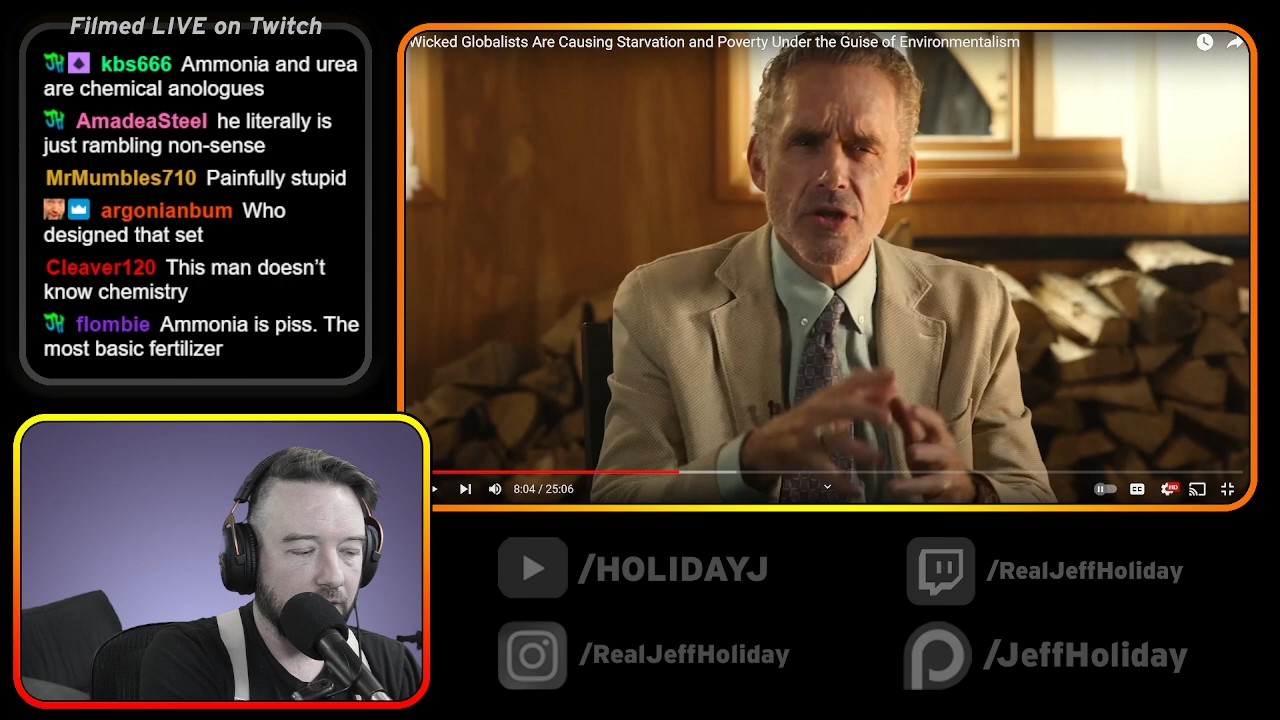 Filmed LIVE on Twitch
kbs666 Ammonia and urea
are chemical anologues
AmadeaSteel he literally is
just rambling non-sense
MrMumbles710 Painfully stupid
argonianbum Who
designed that set
Cleaver120 This man doesn't
know chemistry
flombie Ammonia is piss. The
most basic fertilizer
Wicked Globalists Are Causing Starvation and Poverty Under the Guise of Environmentalism
8:04 / 25:06
CC
HD
/HOLIDAYJ
/RealJeffHoliday
/RealJeffHoliday
/JeffHoliday